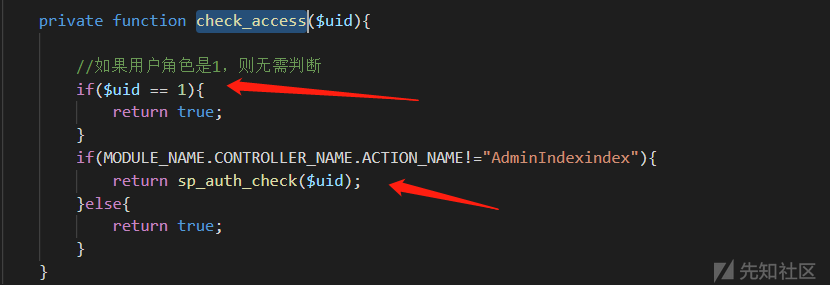 private function check_access($uid){
//如果用户角色是1，则无需判断
if($uid == 1){
return true;
}
if(MODULE_NAME.CONTROLLER_NAME.ACTION_NAME!="AdminIndexindex"){
return sp_auth_check($uid);
}else{
return true;
}
}
先知社区